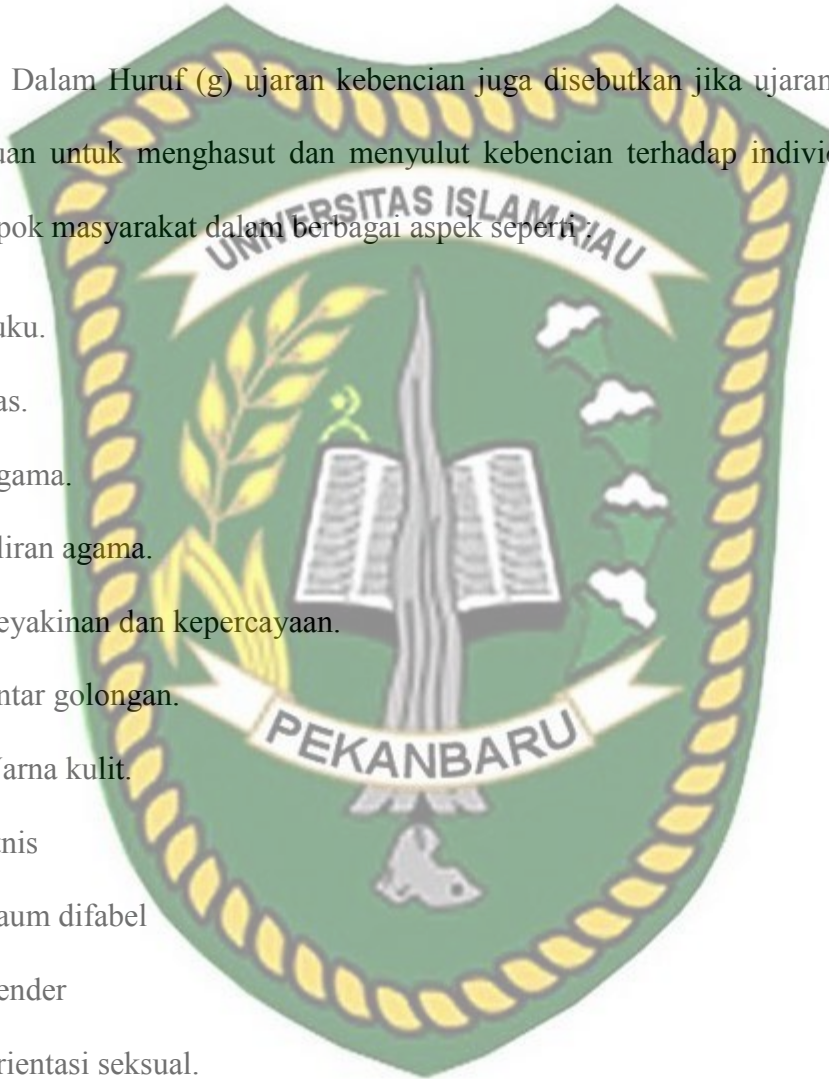 Dalam Huruf (g) ujaran kebencian juga disebutkan jika ujaran
uan untuk menghasut dan menyulut kebencian terhadap individ
pok masyarakat dalam berbagai aspek seperti :
UNIVERSITAS ISLAM RIAU
uku.
as.
gama.
liran agama.
eyakinan dan kepercayaan.
ntar golongan.
PEKANBARU
arna kulit.
tnis
aum difabel
ender
rientasi seksual.